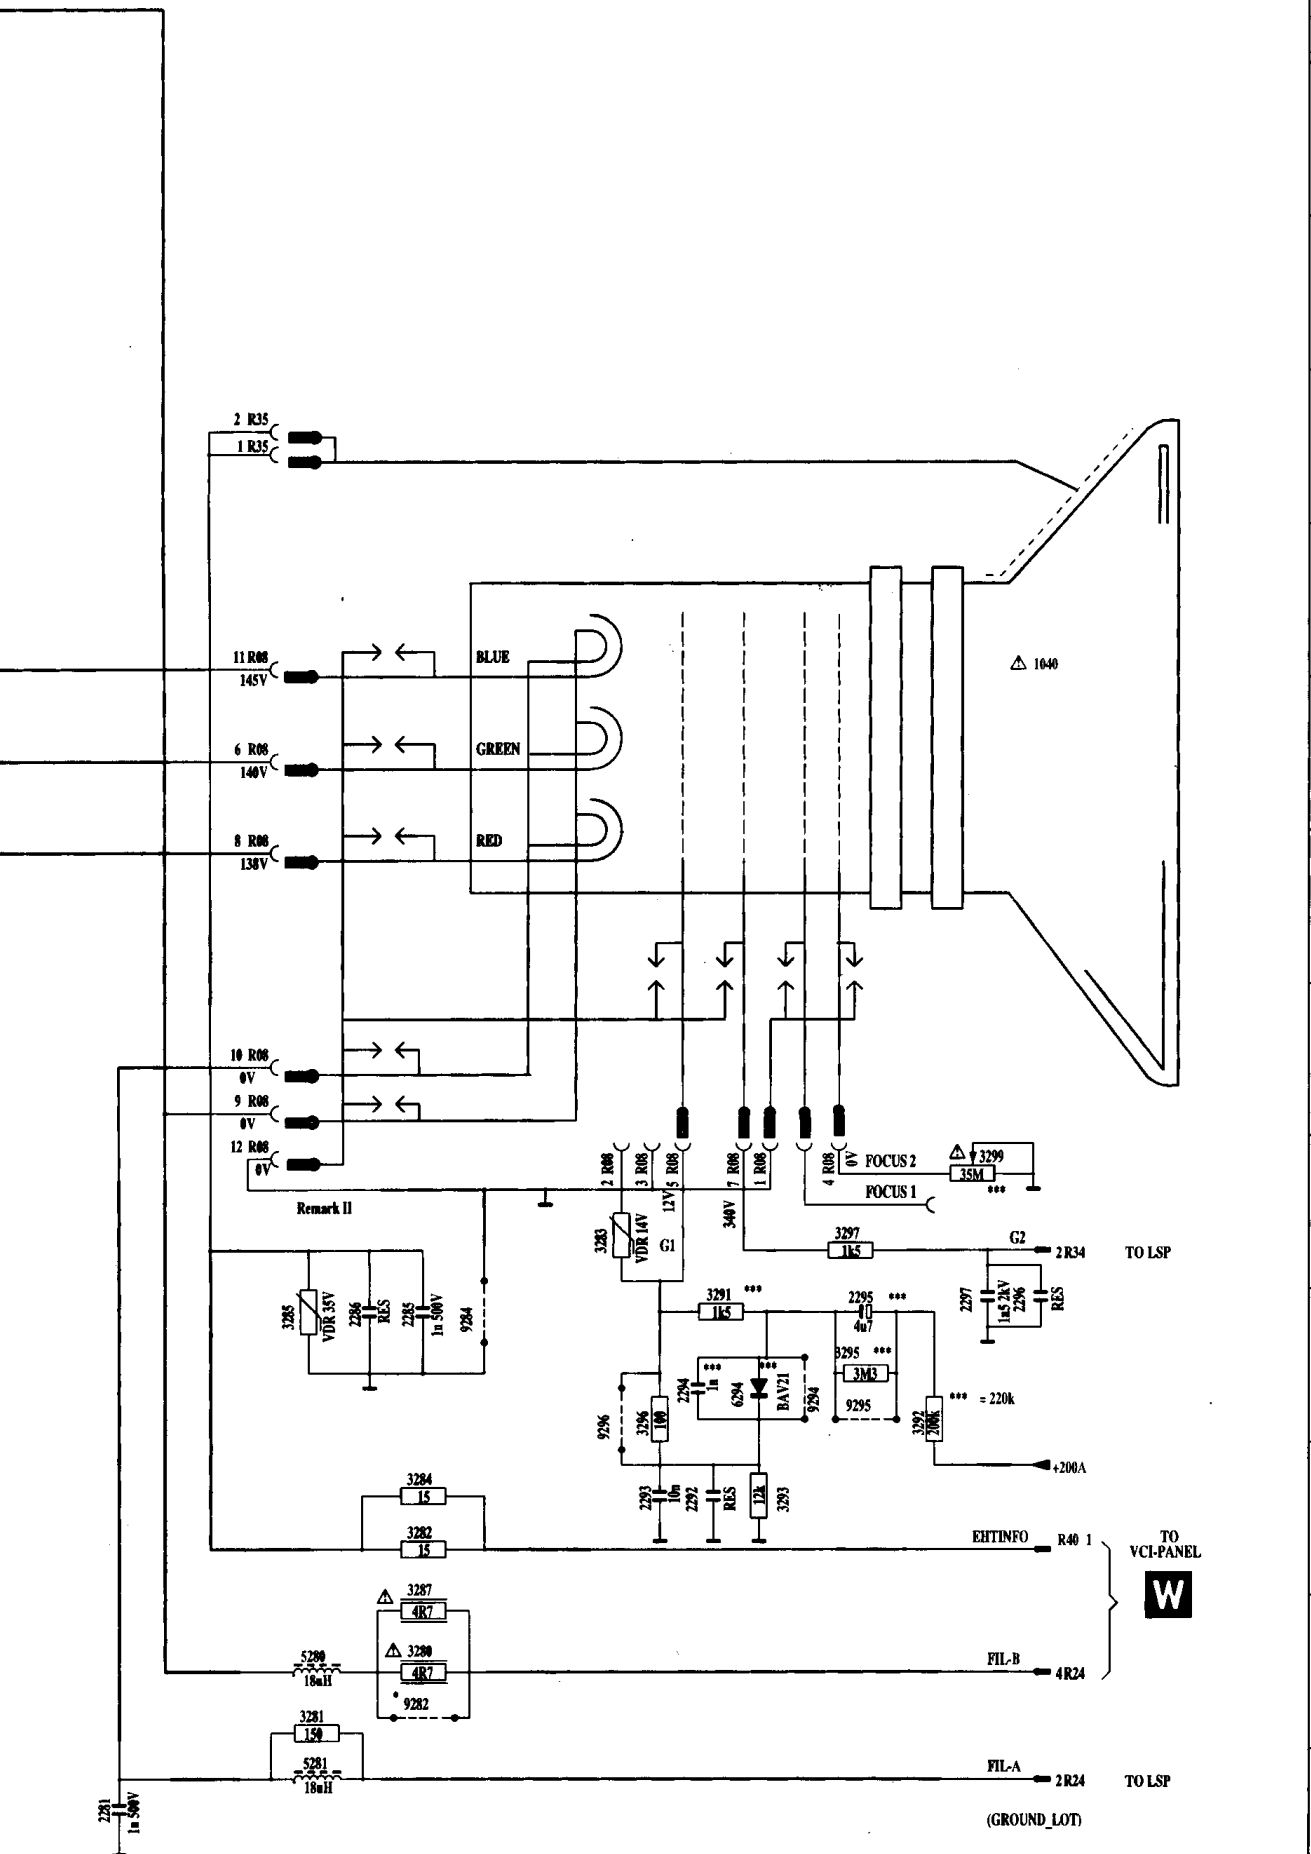 2 R35
1 R35
11 R08
145V
BLUE
1040
6 R08
140V
GREEN
8 R08
138V
RED
10 R08
0V
9 R08
0V
12 R08
0V
Remark II
2 R08
3 R08
5 R08
12V
7 R08
340V
1 R08
4 R08
0V
FOCUS 2
3299
35M
***
FOCUS 1
3283
VDR 14V
G1
3297
1k5
G2
2R34
TO LSP
3285
VDR 35V
2286
RES
2285
1n 500V
9284
3291
***
1k5
2295
***
4u7
2297
1n5 2kV
2296
RES
3295
***
3M3
9295
2294
1n
***
6294
***
BAV21
9294
9296
3296
100
3292
200k
*** = 220k
+200A
2293
10n
2292
RES
12k
3293
3284
15
3282
15
EHTINFO
R40 1
TO
VCI-PANEL
W
3287
4R7
3280
4R7
*
9282
5280
18uH
FIL-B
4R24
3281
150
5281
18uH
FIL-A
2R24
TO LSP
(GROUND_LOT)
2281
1n 500V